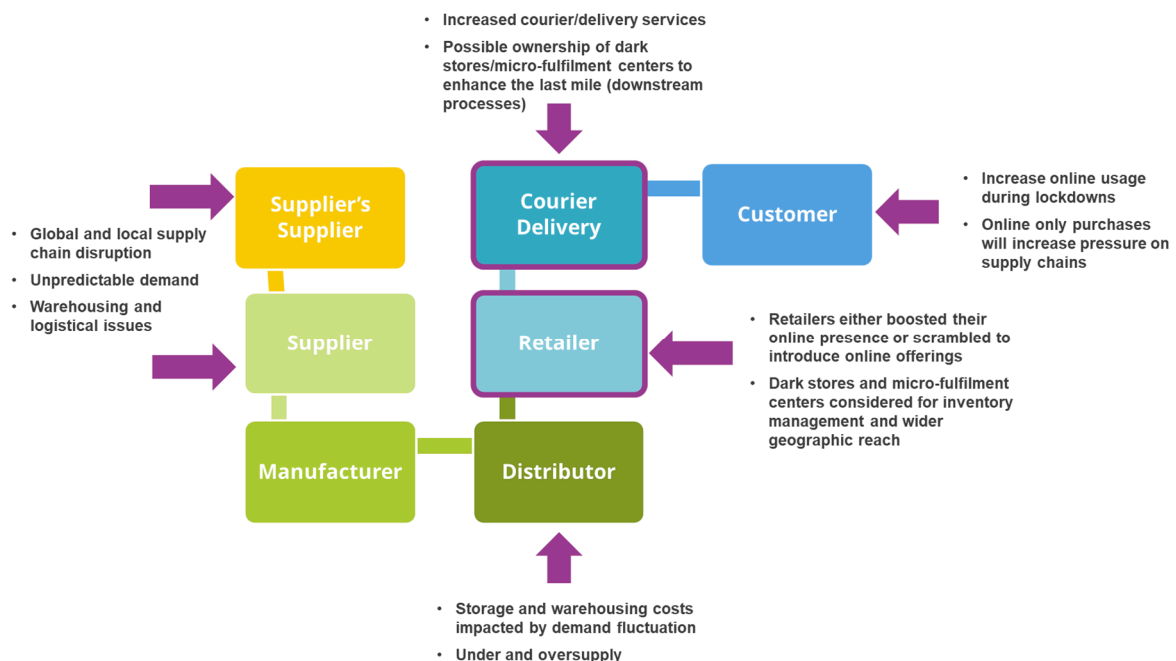 • Increased courier/delivery services
• Possible ownership of dark
stores/micro-fulfilment centers to
enhance the last mile (downstream
processes)
Supplier's
Supplier
Courier
Delivery
Customer
• Increase online usage
during lockdowns
• Online only purchases
will increase pressure on
supply chains
• Global and local supply
chain disruption
• Unpredictable demand
• Warehousing and
logistical issues
Supplier
Retailer
• Retailers either boosted their
online presence or scrambled to
introduce online offerings
• Dark stores and micro-fulfilment
centers considered for inventory
management and wider
geographic reach
Manufacturer
Distributor
• Storage and warehousing costs
impacted by demand fluctuation
• Under and oversupply